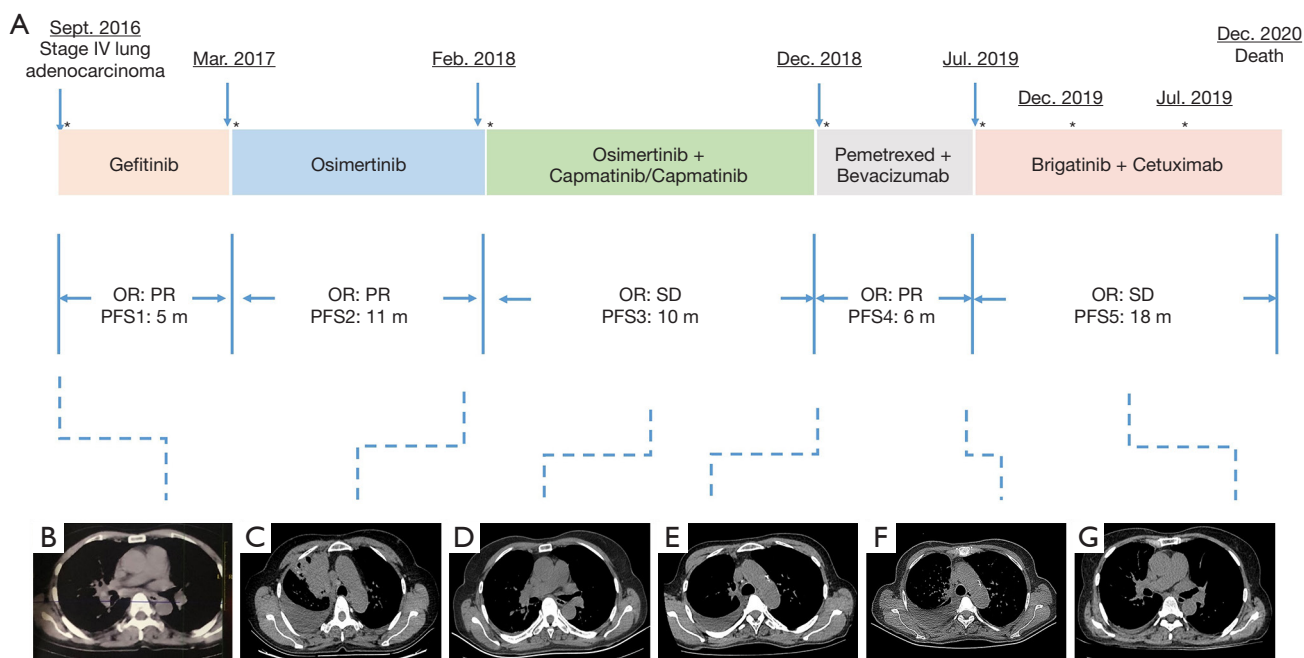 A
Sept. 2016
Stage IV lung
adenocarcinoma
Mar. 2017
Feb. 2018
Dec. 2018
Jul. 2019
Dec. 2020
Death
Dec. 2019
Jul. 2019
*
*
*
*
*
*
*
Gefitinib
Osimertinib
Osimertinib +
Capmatinib/Capmatinib
Pemetrexed +
Bevacizumab
Brigatinib + Cetuximab
OR: PR
PFS1: 5 m
OR: PR
PFS2: 11 m
OR: SD
PFS3: 10 m
OR: PR
PFS4: 6 m
OR: SD
PFS5: 18 m
B
C
D
E
F
G